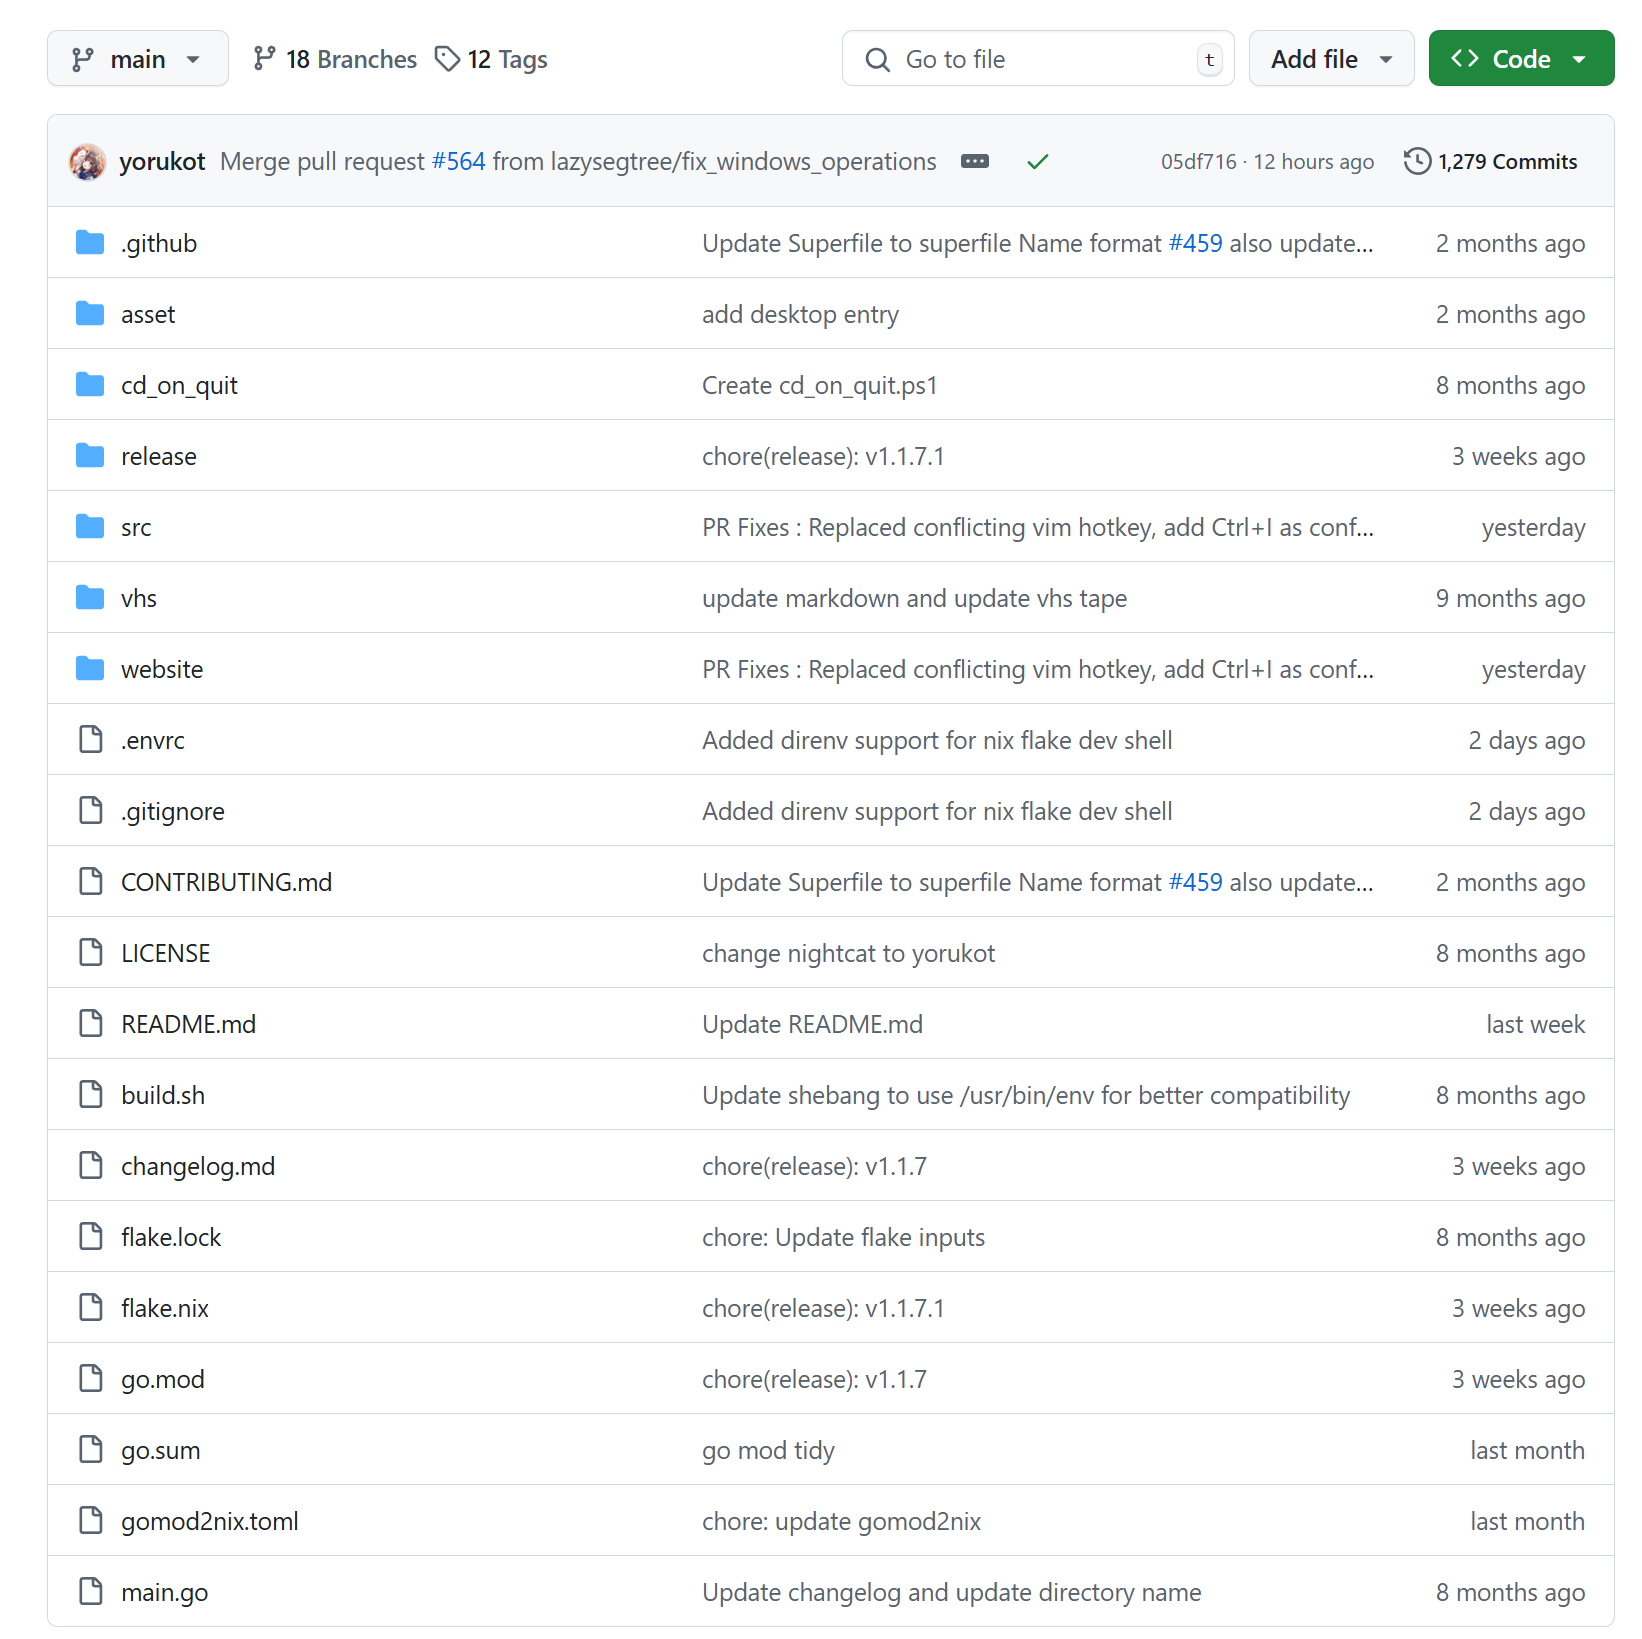 main 18 Branches 12 Tags Go to file t Add file Code
yorukot Merge pull request #564 from lazysegtree/fix_windows_operations 05df716 · 12 hours ago 1,279 Commits
.github Update Superfile to superfile Name format #459 also update... 2 months ago
asset add desktop entry 2 months ago
cd_on_quit Create cd_on_quit.ps1 8 months ago
release chore(release): v1.1.7.1 3 weeks ago
src PR Fixes : Replaced conflicting vim hotkey, add Ctrl+I as conf... yesterday
vhs update markdown and update vhs tape 9 months ago
website PR Fixes : Replaced conflicting vim hotkey, add Ctrl+I as conf... yesterday
.envrc Added direnv support for nix flake dev shell 2 days ago
.gitignore Added direnv support for nix flake dev shell 2 days ago
CONTRIBUTING.md Update Superfile to superfile Name format #459 also update... 2 months ago
LICENSE change nightcat to yorukot 8 months ago
README.md Update README.md last week
build.sh Update shebang to use /usr/bin/env for better compatibility 8 months ago
changelog.md chore(release): v1.1.7 3 weeks ago
flake.lock chore: Update flake inputs 8 months ago
flake.nix chore(release): v1.1.7.1 3 weeks ago
go.mod chore(release): v1.1.7 3 weeks ago
go.sum go mod tidy last month
gomod2nix.toml chore: update gomod2nix last month
main.go Update changelog and update directory name 8 months ago